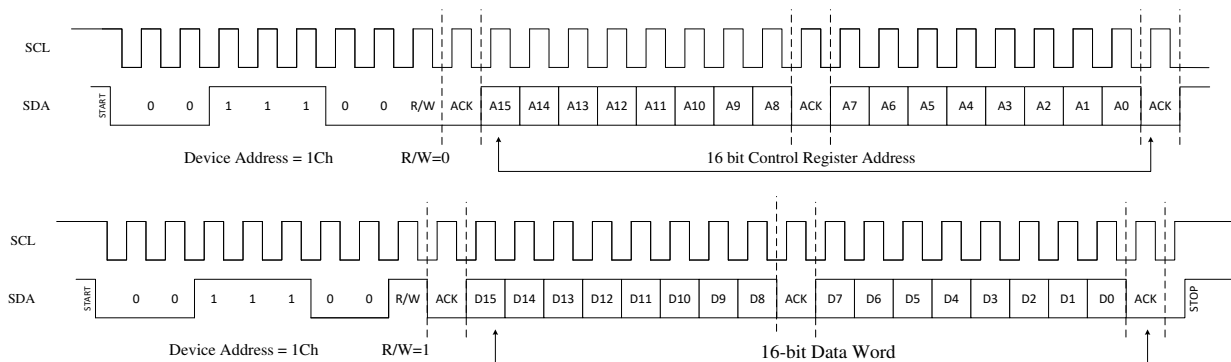 SCL
SDA START 0 0 1 1 1 0 0 R/W ACK A15 A14 A13 A12 A11 A10 A9 A8 ACK A7 A6 A5 A4 A3 A2 A1 A0 ACK
Device Address = 1Ch R/W=0 16 bit Control Register Address
SCL
SDA START 0 0 1 1 1 0 0 R/W ACK D15 D14 D13 D12 D11 D10 D9 D8 ACK D7 D6 D5 D4 D3 D2 D1 D0 ACK STOP
Device Address = 1Ch R/W=1 16-bit Data Word